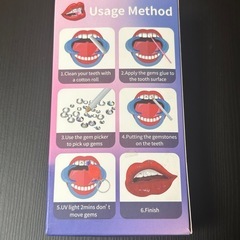 Usage Method
1.Clean your teeth with
a cotton roll
2.Apply the gems glue to
the tooth surface
3.Use the gem picker
to pick up gems
4.Putting the gemstones
on the teeth
5.UV light 2mins don't
move gems
6.Finish